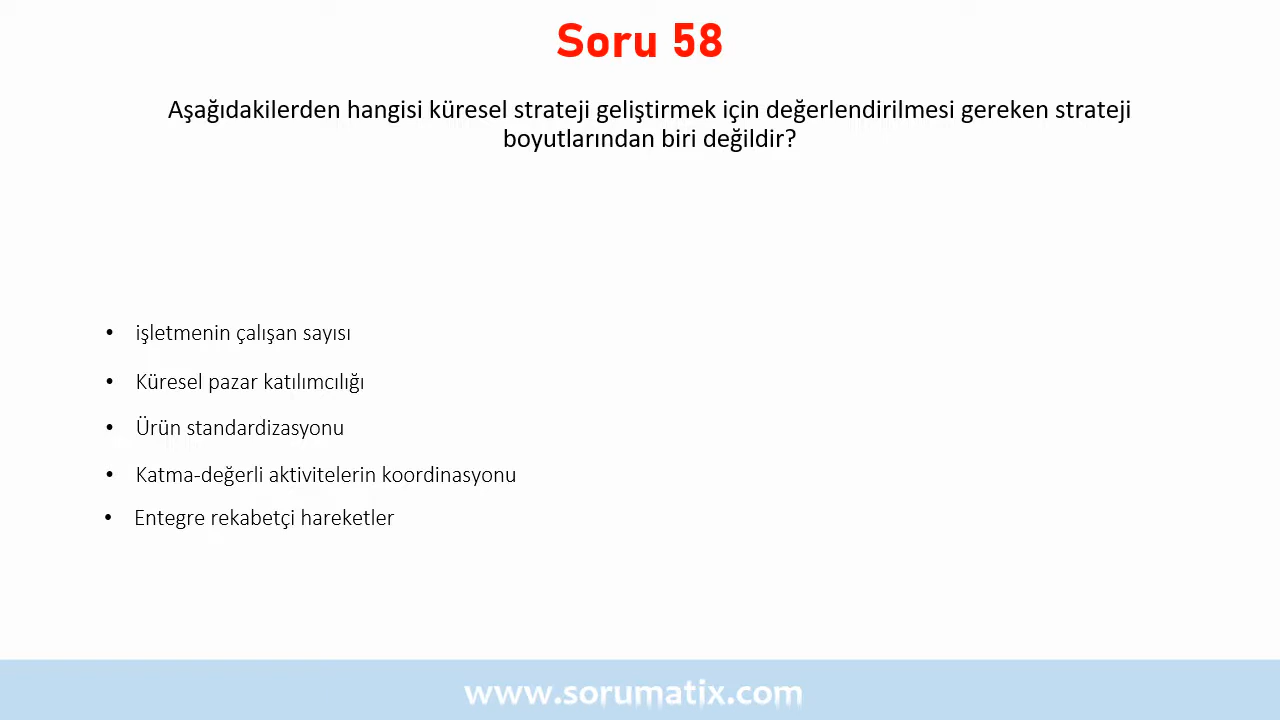 Soru 58
Aşağıdakilerden hangisi küresel strateji geliştirmek için değerlendirilmesi gereken strateji
boyutlarından biri değildir?
• işletmenin çalışan sayısı
• Küresel pazar katılımcılığı
• Ürün standardizasyonu
• Katma-değerli aktivitelerin koordinasyonu
• Entegre rekabetçi hareketler
www.sorumatix.com